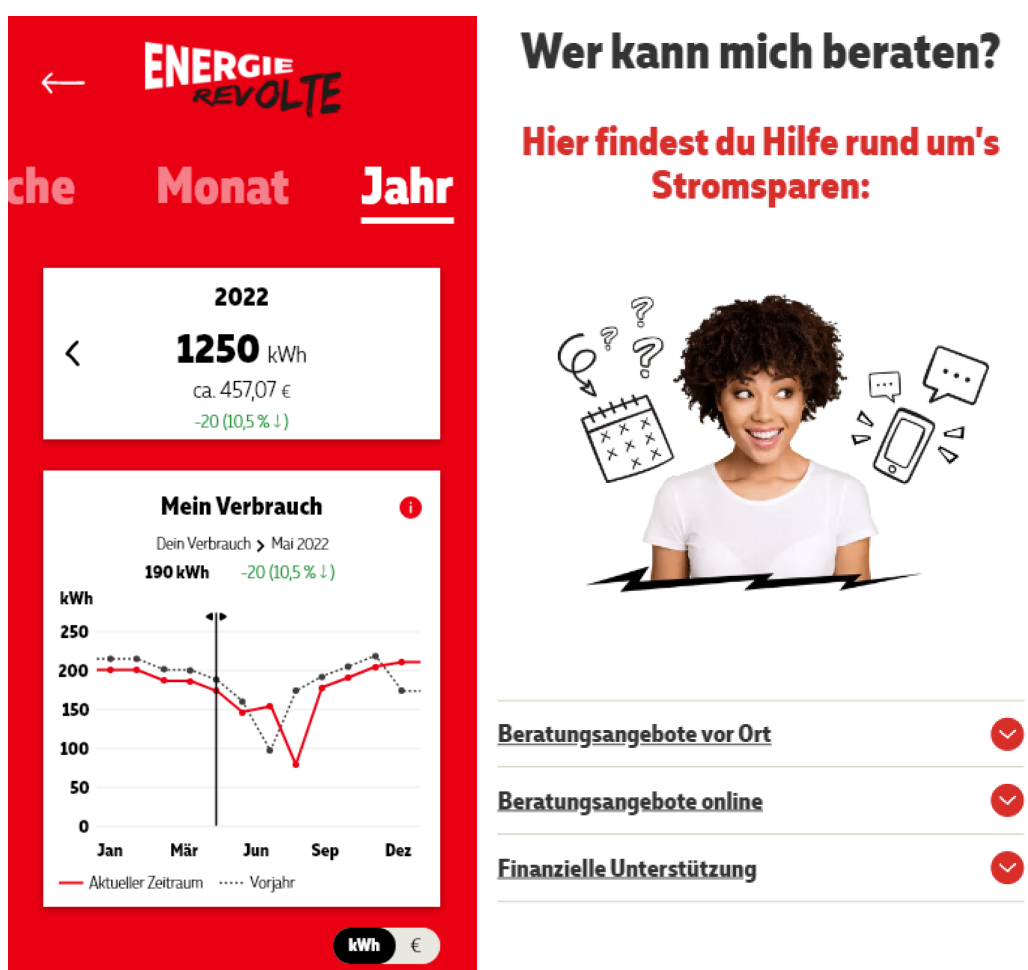 ENERGIE
REVOLTE
che Monat Jahr
2022
1250 kWh
ca. 457,07 €
-20 (10,5 % ↓)
Mein Verbrauch
i
Dein Verbrauch > Mai 2022
190 kWh -20 (10,5 % ↓)
kWh
250
200
150
100
50
0
Jan Mär Jun Sep Dez
Aktueller Zeitraum Vorjahr
kWh €
Wer kann mich beraten?
Hier findest du Hilfe rund um's
Stromsparen:
? ? ?
Beratungsangebote vor Ort
Beratungsangebote online
Finanzielle Unterstützung